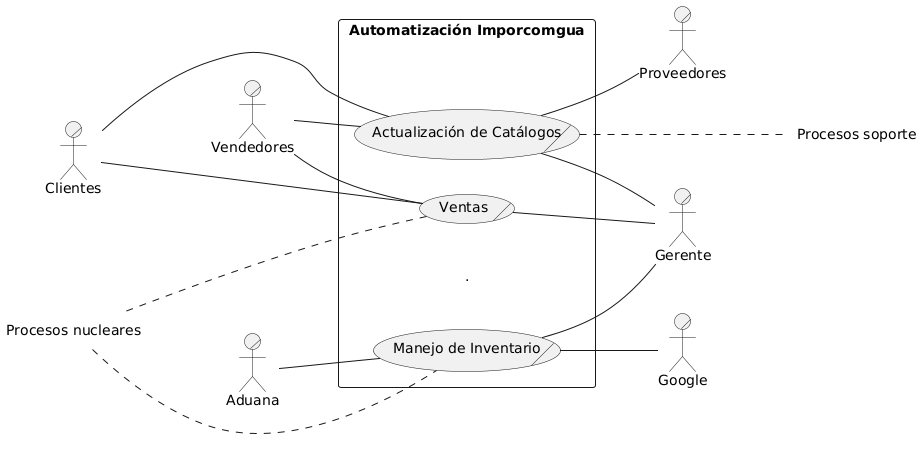 Automatización Imporcomgua
Proveedores
Actualización de Catálogos
Procesos soporte
Vendedores
Clientes
Ventas
Gerente
.
Procesos nucleares
Manejo de Inventario
Google
Aduana